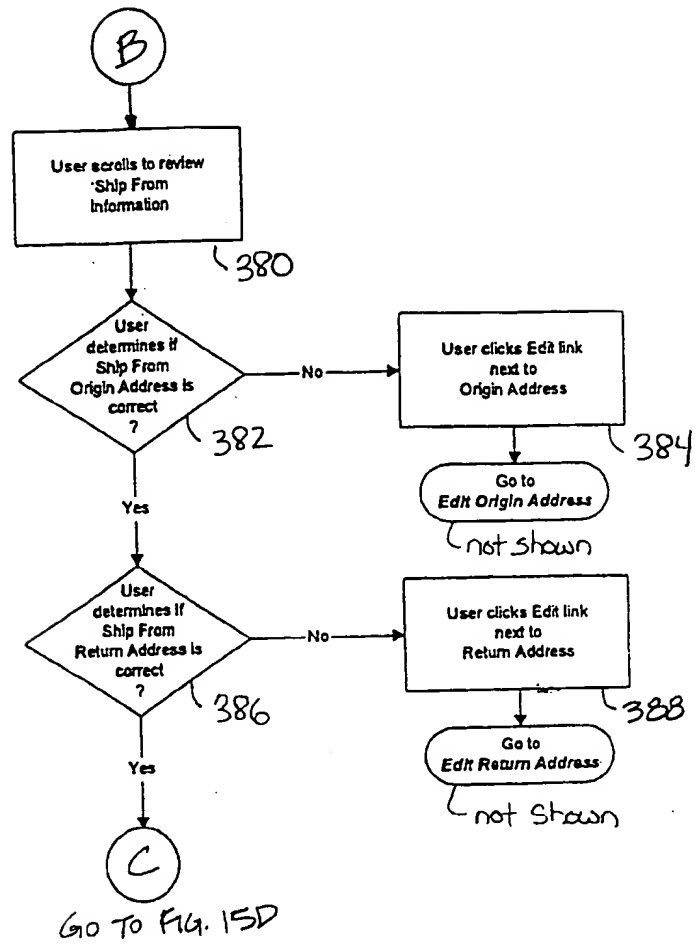 B
User scrolls to review
Ship From
Information
380
User
determines if
Ship From
Origin Address is
correct
?
382
No
User clicks Edit link
next to
Origin Address
384
Go to
Edit Origin Address
not shown
Yes
User
determines if
Ship From
Return Address is
correct
?
386
No
User clicks Edit link
next to
Return Address
388
Go to
Edit Return Address
not shown
Yes
C
GO TO FIG. 15D